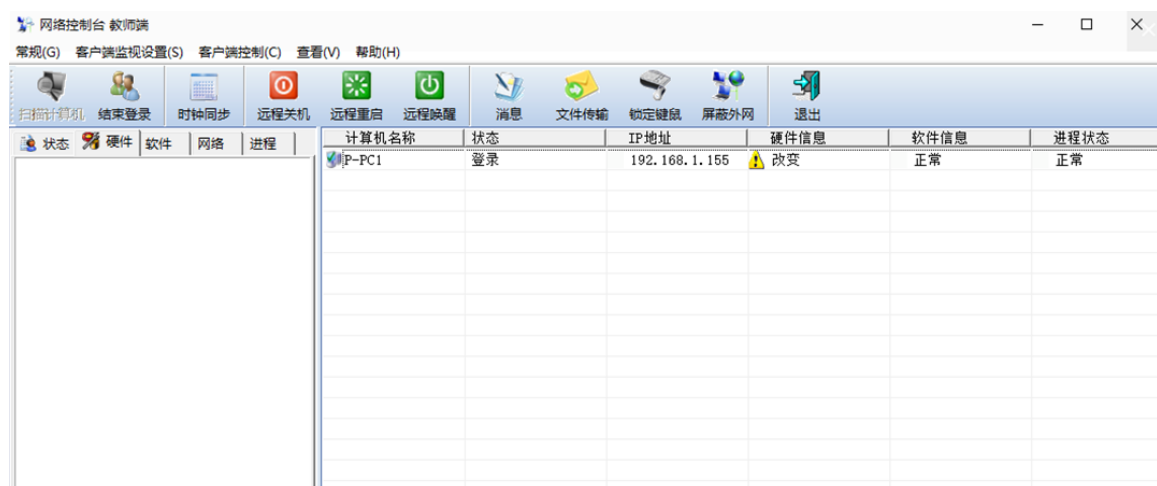 网络控制台 教师端
常规(G) 客户端监视设置(S) 客户端控制(C) 查看(V) 帮助(H)
扫描计算机 结束登录 时钟同步 远程关机 远程重启 远程唤醒 消息 文件传输 锁定键鼠 屏蔽外网 退出
状态 硬件 软件 网络 进程 计算机名称 状态 IP地址 硬件信息 软件信息 进程状态
P-PC1 登录 192.168.1.155 改变 正常 正常